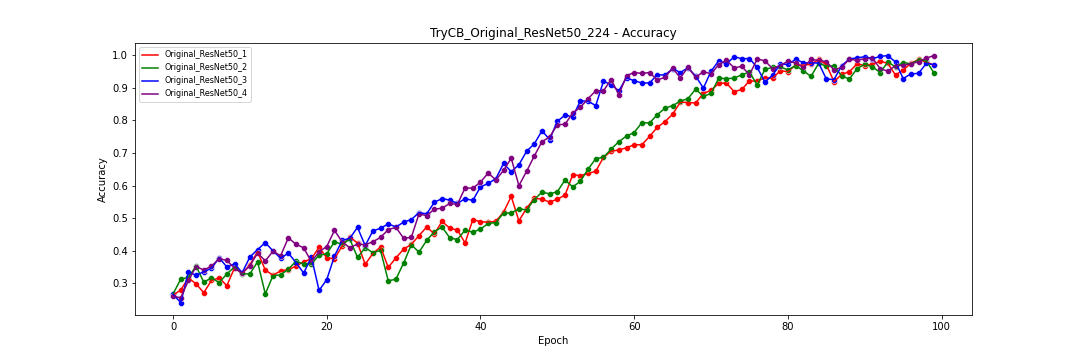 TryCB_Original_ResNet50_224 - Accuracy
Original_ResNet50_1
Original_ResNet50_2
Original_ResNet50_3
Original_ResNet50_4
Accuracy
1.0
0.9
0.8
0.7
0.6
0.5
0.4
0.3
0 20 40 60 80 100
Epoch